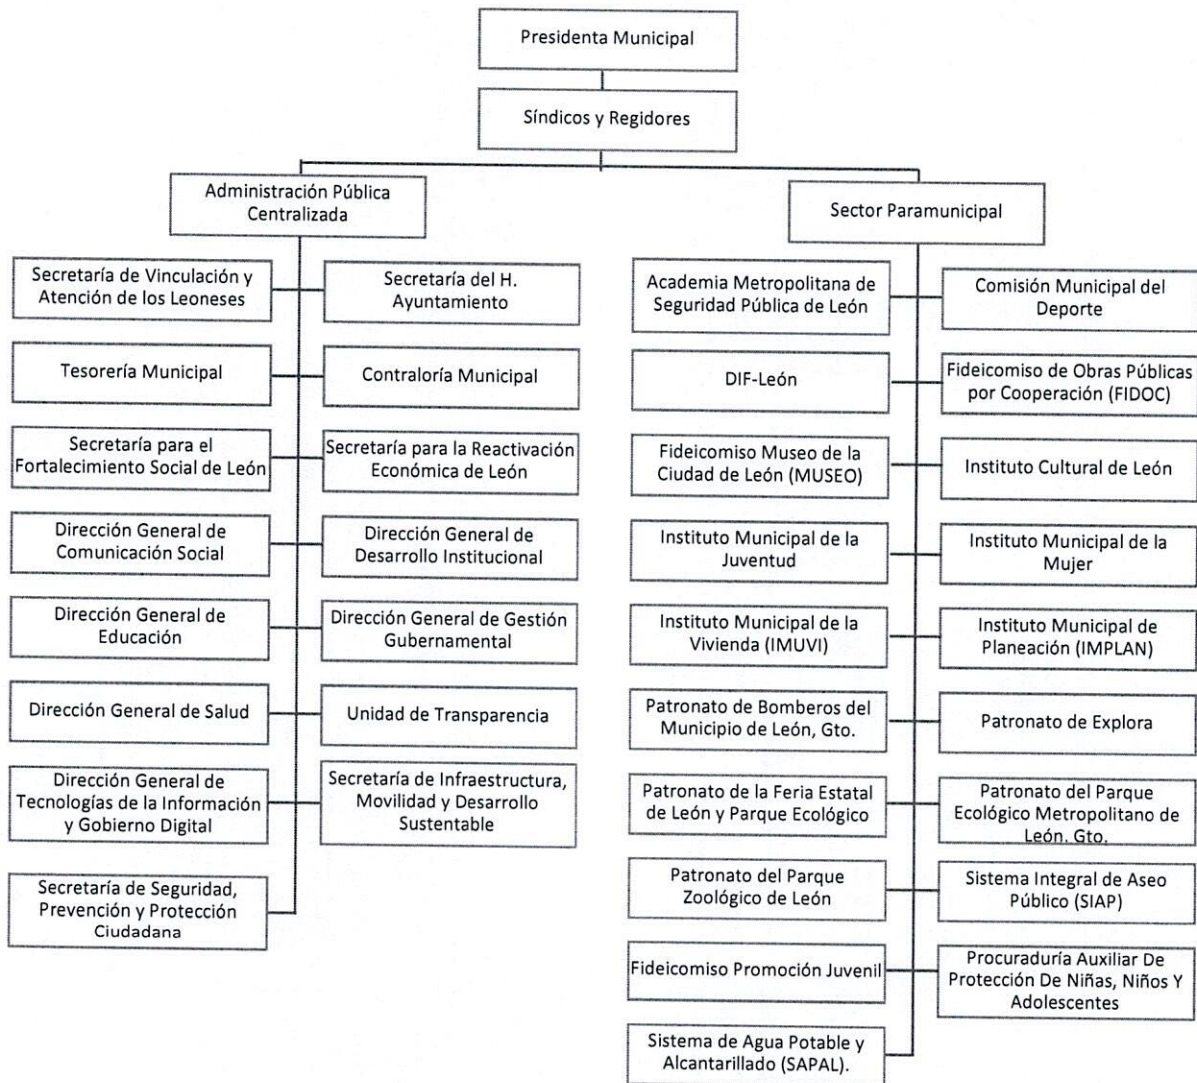 Presidenta Municipal
Síndicos y Regidores
Administración Pública
Centralizada
Sector Paramunicipal
Secretaría de Vinculación y
Atención de los Leoneses
Secretaría del H.
Ayuntamiento
Academia Metropolitana de
Seguridad Pública de León
Comisión Municipal del
Deporte
Tesorería Municipal
Contraloría Municipal
DIF-León
Fideicomiso de Obras Públicas
por Cooperación (FIDOC)
Secretaría para el
Fortalecimiento Social de León
Secretaría para la Reactivación
Económica de León
Fideicomiso Museo de la
Ciudad de León (MUSEO)
Instituto Cultural de León
Dirección General de
Comunicación Social
Dirección General de
Desarrollo Institucional
Instituto Municipal de la
Juventud
Instituto Municipal de la
Mujer
Dirección General de
Educación
Dirección General de Gestión
Gubernamental
Instituto Municipal de la
Vivienda (IMUVI)
Instituto Municipal de
Planeación (IMPLAN)
Dirección General de Salud
Unidad de Transparencia
Patronato de Bomberos del
Municipio de León, Gto.
Patronato de Explora
Dirección General de
Tecnologías de la Información
y Gobierno Digital
Secretaría de Infraestructura,
Movilidad y Desarrollo
Sustentable
Patronato de la Feria Estatal
de León y Parque Ecológico
Patronato del Parque
Ecológico Metropolitano de
León. Gto.
Secretaría de Seguridad,
Prevención y Protección
Ciudadana
Patronato del Parque
Zoológico de León
Sistema Integral de Aseo
Público (SIAP)
Fideicomiso Promoción Juvenil
Procuraduría Auxiliar De
Protección De Niñas, Niños Y
Adolescentes
Sistema de Agua Potable y
Alcantarillado (SAPAL).